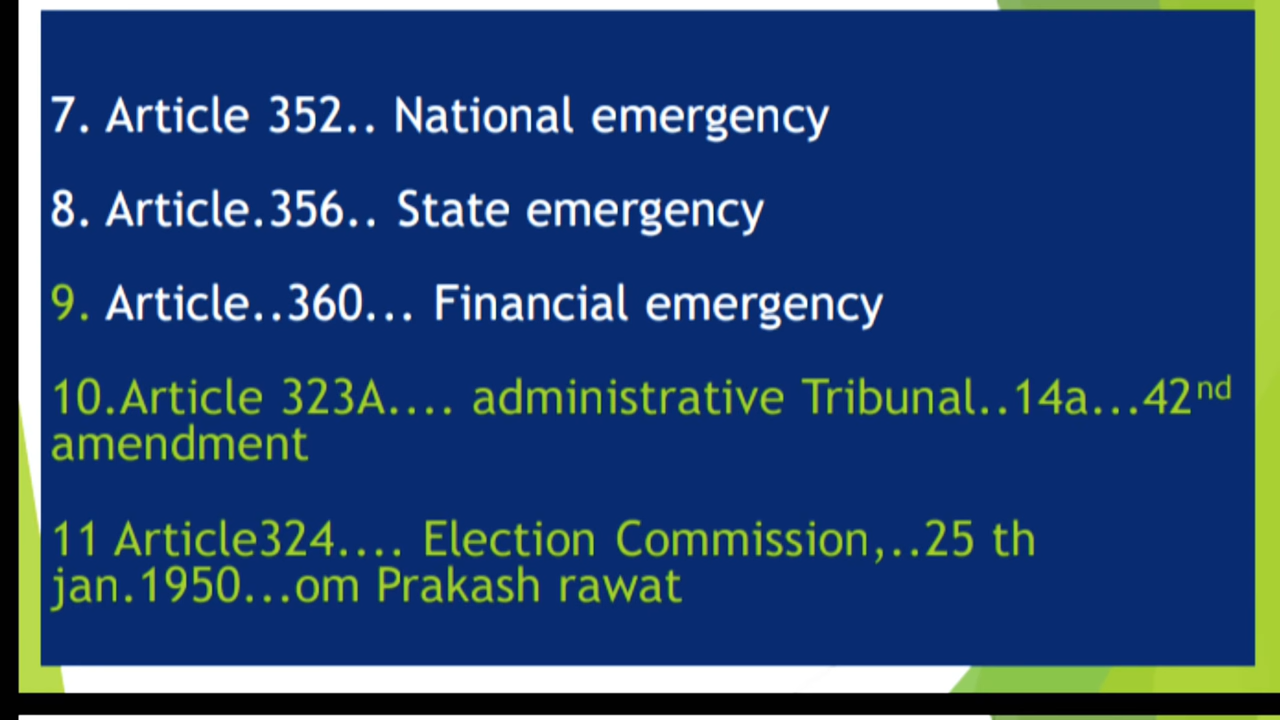 7. Article 352.. National emergency
8. Article.356.. State emergency
9. Article..360... Financial emergency
10.Article 323A.... administrative Tribunal..14a...42nd
amendment
11 Article324.... Election Commission,..25 th
jan.1950...om Prakash rawat